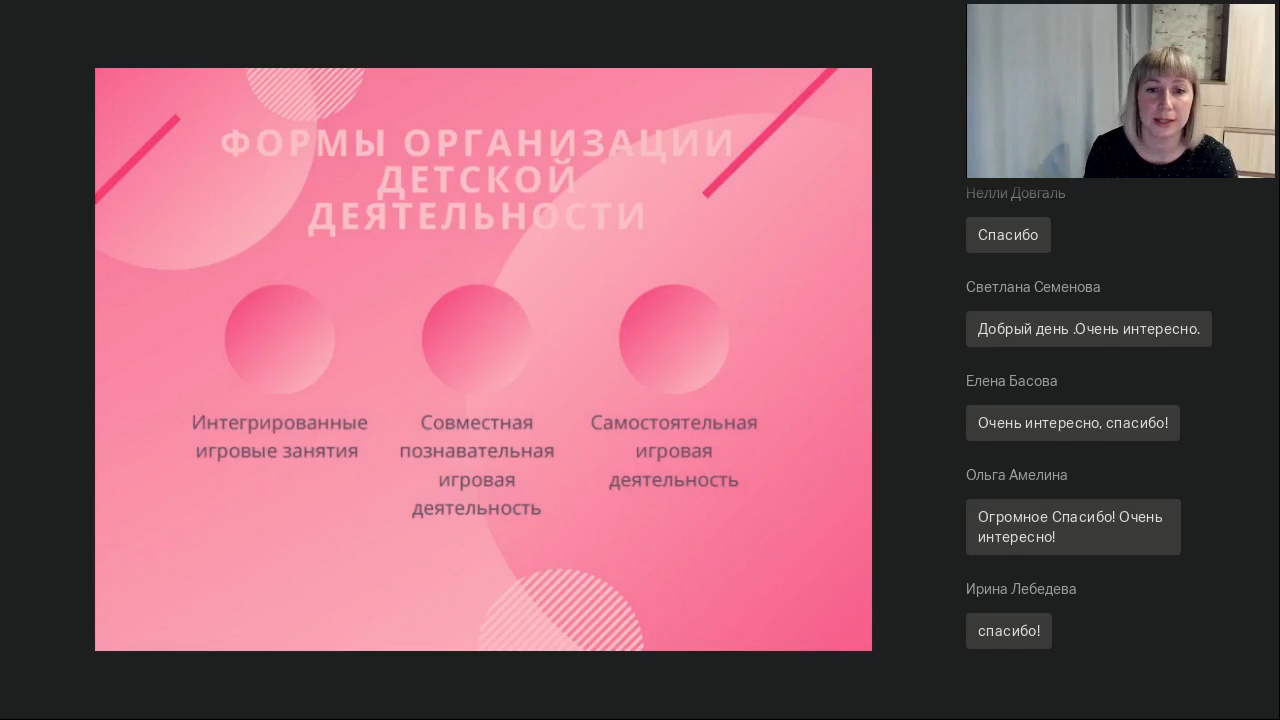 ФОРМЫ ОРГАНИЗАЦИИ
ДЕТСКОЙ
ДЕЯТЕЛЬНОСТИ
Интегрированные
игровые занятия
Совместная
познавательная
игровая
деятельность
Самостоятельная
игровая
деятельность
Нелли Довгаль
Спасибо
Светлана Семенова
Добрый день .Очень интересно.
Елена Басова
Очень интересно, спасибо!
Ольга Амелина
Огромное Спасибо! Очень
интересно!
Ирина Лебедева
спасибо!